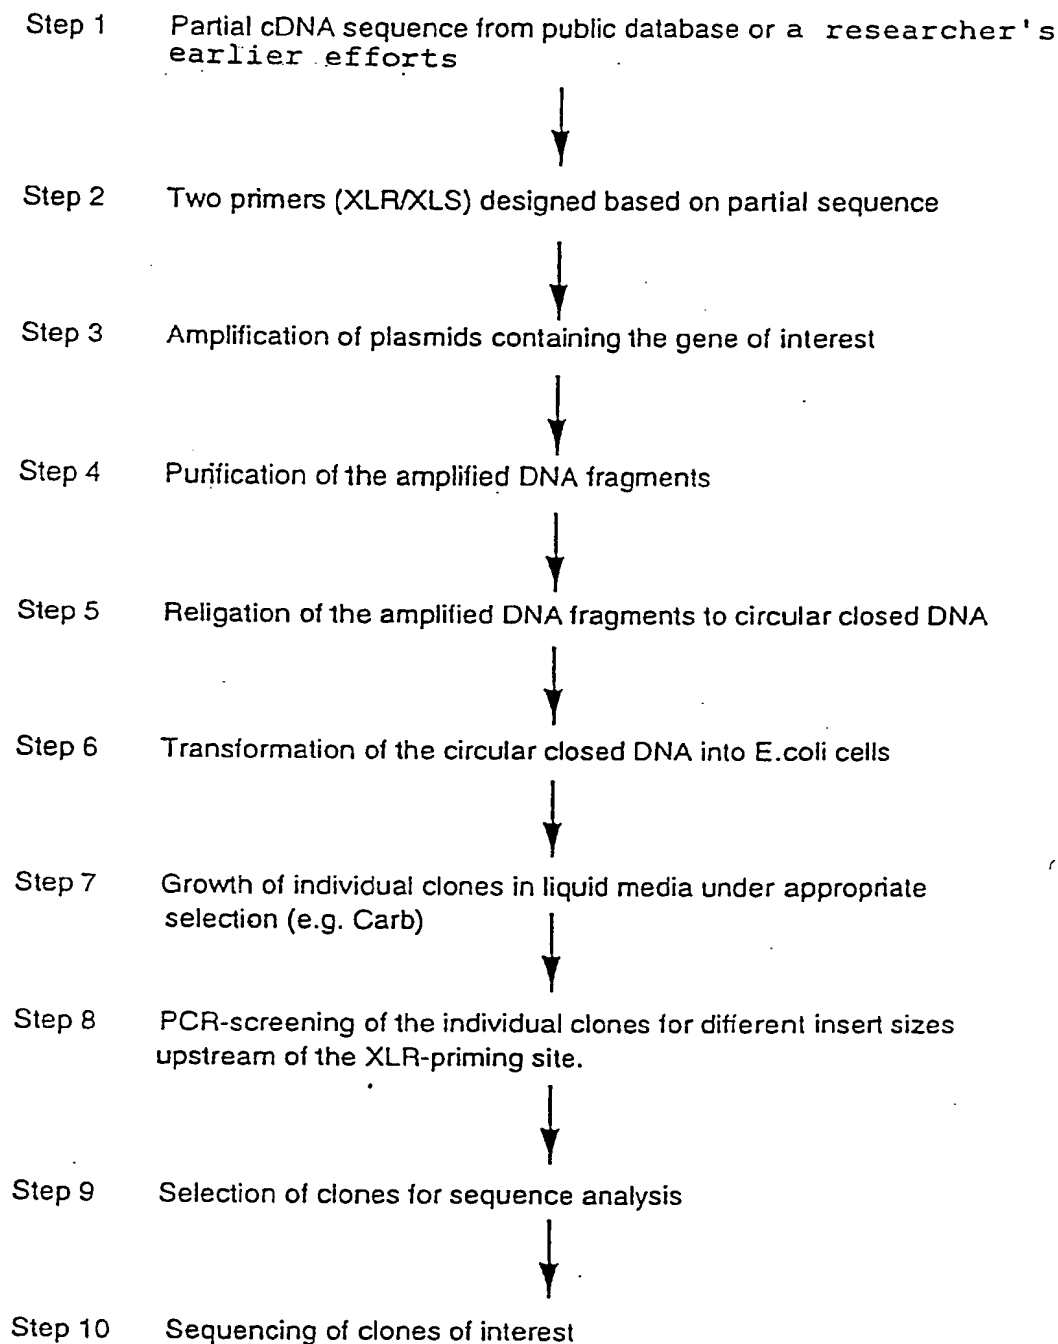 Step 1 Partial cDNA sequence from public database or a researcher's
earlier efforts
Step 2 Two primers (XLR/XLS) designed based on partial sequence
Step 3 Amplification of plasmids containing the gene of interest
Step 4 Purification of the amplified DNA fragments
Step 5 Religation of the amplified DNA fragments to circular closed DNA
Step 6 Transformation of the circular closed DNA into E.coli cells
Step 7 Growth of individual clones in liquid media under appropriate
selection (e.g. Carb)
Step 8 PCR-screening of the individual clones for different insert sizes
upstream of the XLR-priming site.
Step 9 Selection of clones for sequence analysis
Step 10 Sequencing of clones of interest